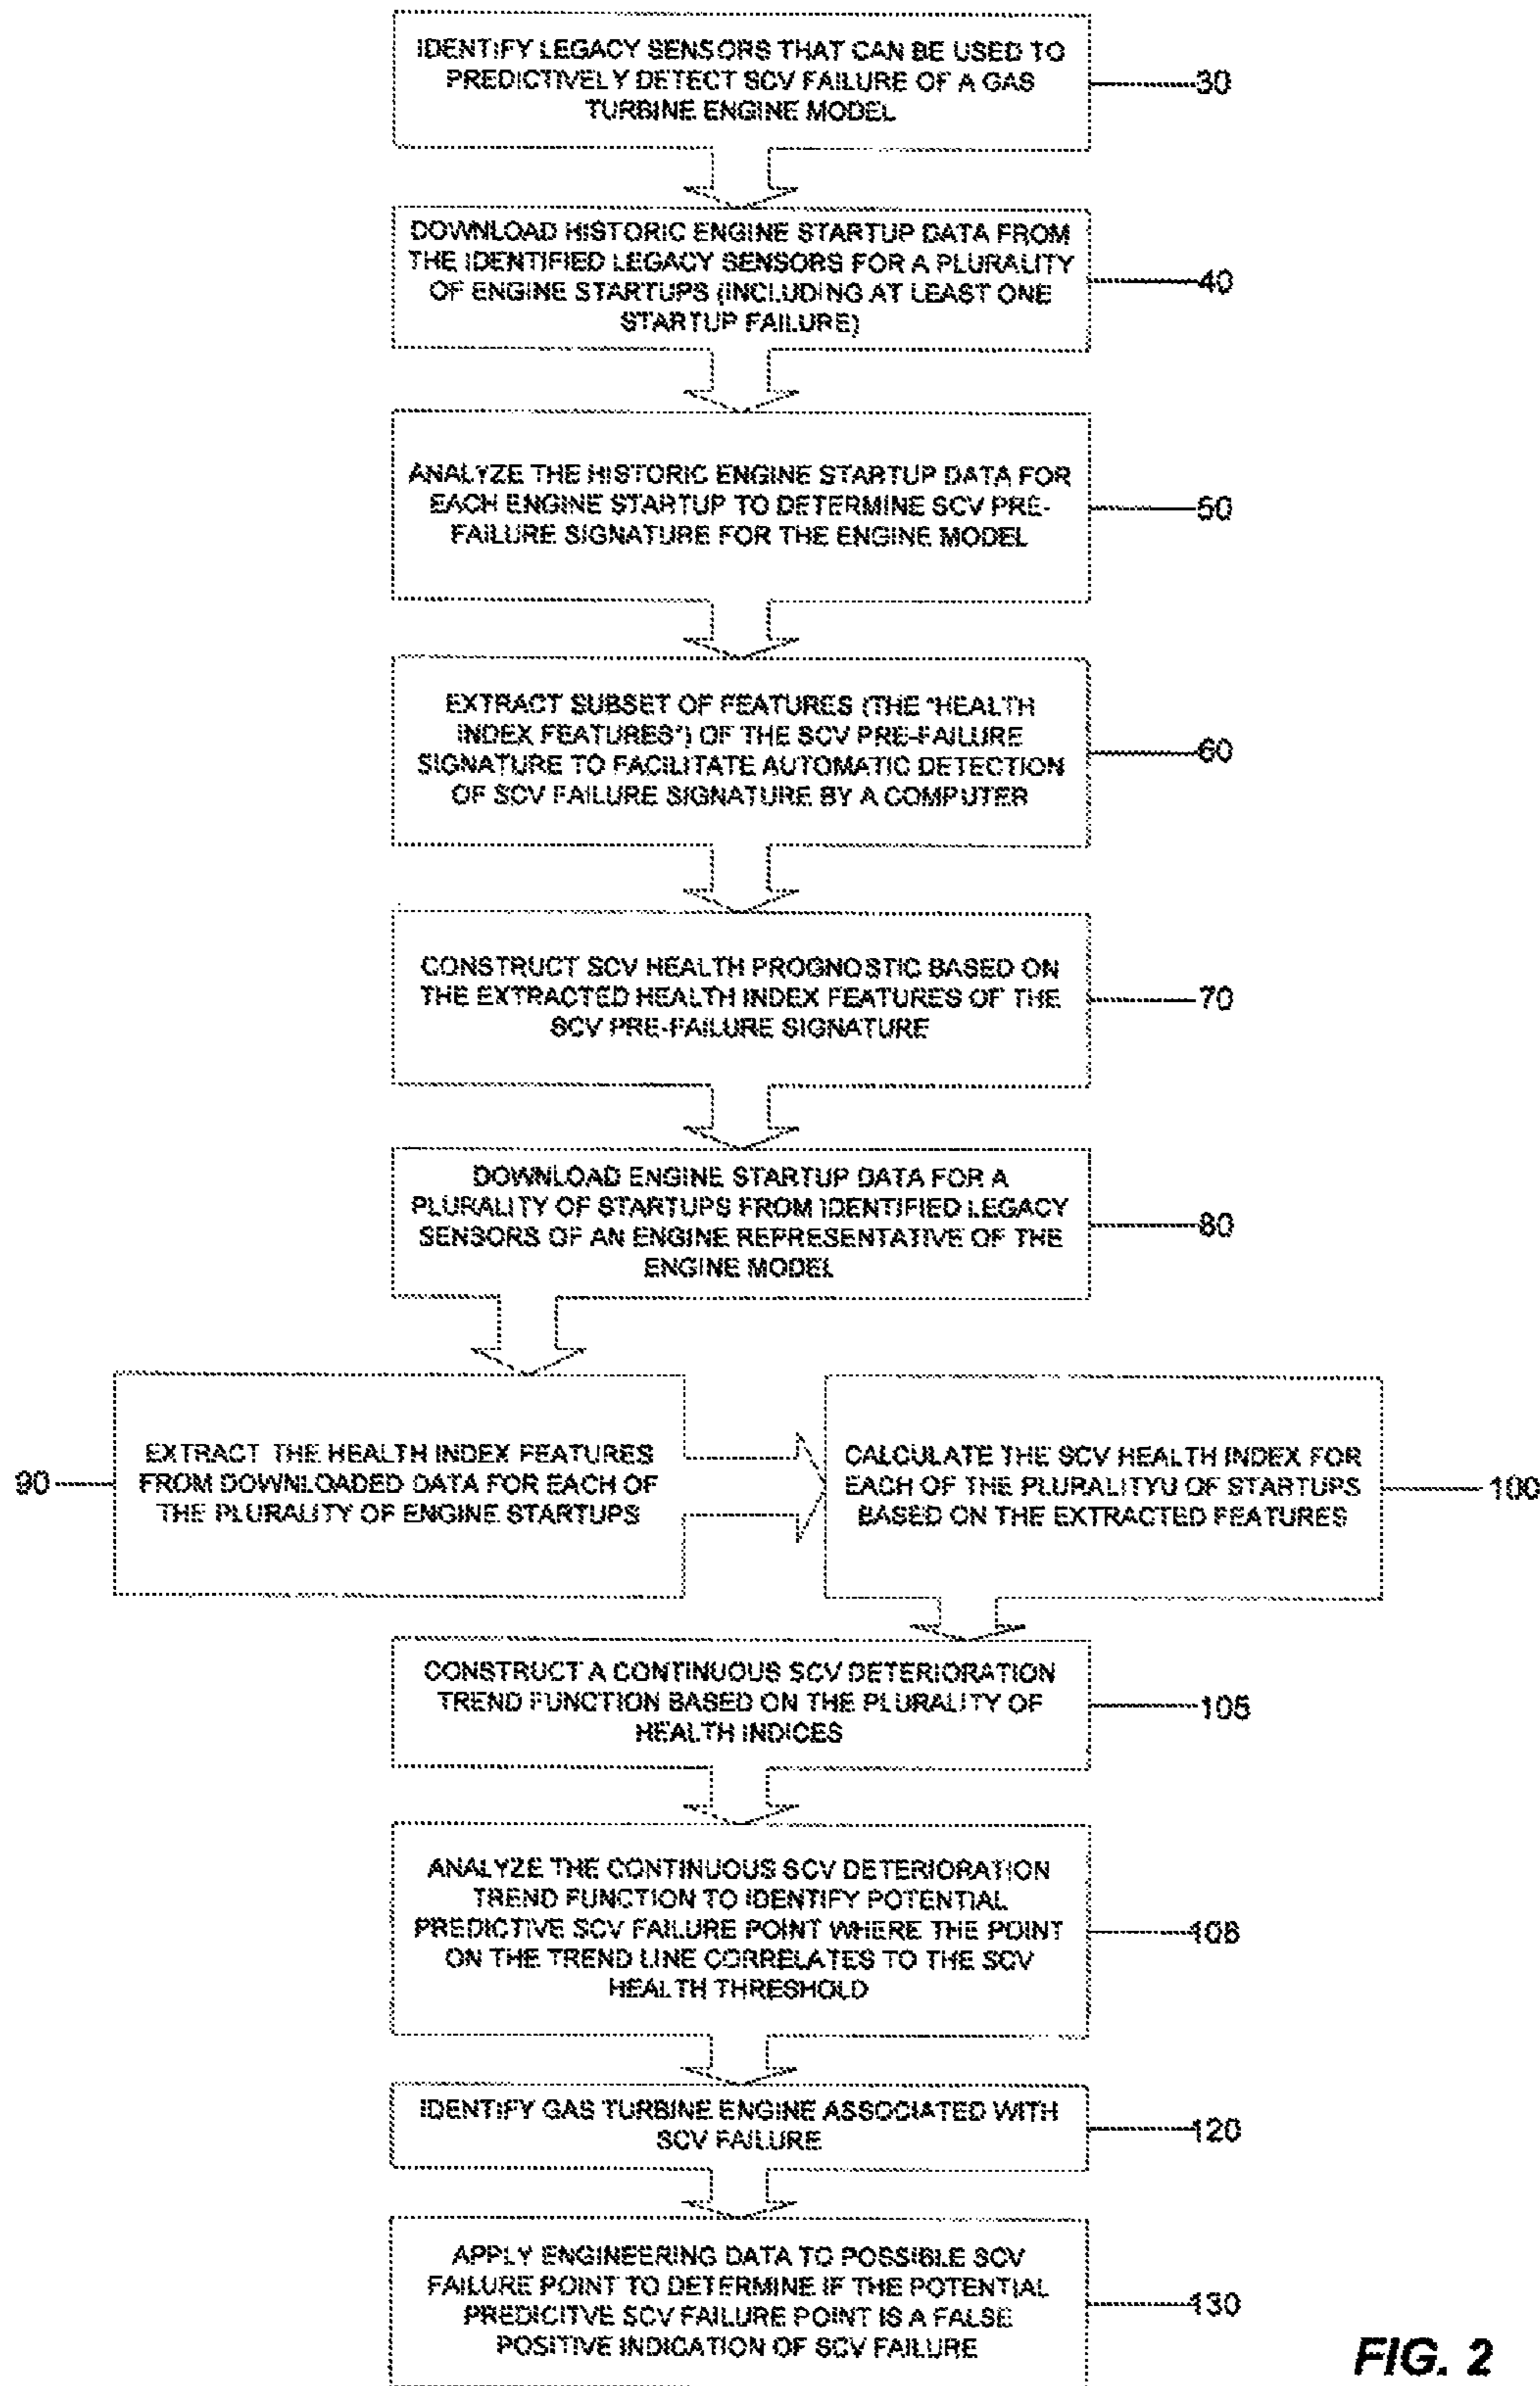 IDENTIFY LEGACY SENSORS THAT CAN BE USED TO
PREDICTIVELY DETECT SCV FAILURE OF A GAS
TURBINE ENGINE MODEL
30
DOWNLOAD HISTORIC ENGINE STARTUP DATA FROM
THE IDENTIFIED LEGACY SENSORS FOR A PLURALITY
OF ENGINE STARTUPS (INCLUDING AT LEAST ONE
STARTUP FAILURE)
40
ANALYZE THE HISTORIC ENGINE STARTUP DATA FOR
EACH ENGINE STARTUP TO DETERMINE SCV PRE-
FAILURE SIGNATURE FOR THE ENGINE MODEL
50
EXTRACT SUBSET OF FEATURES (THE "HEALTH
INDEX FEATURES") OF THE SCV PRE-FAILURE
SIGNATURE TO FACILITATE AUTOMATIC DETECTION
OF SCV FAILURE SIGNATURE BY A COMPUTER
60
CONSTRUCT SCV HEALTH PROGNOSTIC BASED ON
THE EXTRACTED HEALTH INDEX FEATURES OF THE
SCV PRE-FAILURE SIGNATURE
70
DOWNLOAD ENGINE STARTUP DATA FOR A
PLURALITY OF STARTUPS FROM IDENTIFIED LEGACY
SENSORS OF AN ENGINE REPRESENTATIVE OF THE
ENGINE MODEL
80
90
EXTRACT THE HEALTH INDEX FEATURES
FROM DOWNLOADED DATA FOR EACH OF
THE PLURALITY OF ENGINE STARTUPS
CALCULATE THE SCV HEALTH INDEX FOR
EACH OF THE PLURALITYU OF STARTUPS
BASED ON THE EXTRACTED FEATURES
100
CONSTRUCT A CONTINUOUS SCV DETERIORATION
TREND FUNCTION BASED ON THE PLURALITY OF
HEALTH INDICES
105
ANALYZE THE CONTINUOUS SCV DETERIORATION
TREND FUNCTION TO IDENTIFY POTENTIAL
PREDICTIVE SCV FAILURE POINT WHERE THE POINT
ON THE TREND LINE CORRELATES TO THE SCV
HEALTH THRESHOLD
108
IDENTIFY GAS TURBINE ENGINE ASSOCIATED WITH
SCV FAILURE
120
APPLY ENGINEERING DATA TO POSSIBLE SCV
FAILURE POINT TO DETERMINE IF THE POTENTIAL
PREDICITVE SCV FAILURE POINT IS A FALSE
POSITIVE INDICATION OF SCV FAILURE
130
FIG. 2